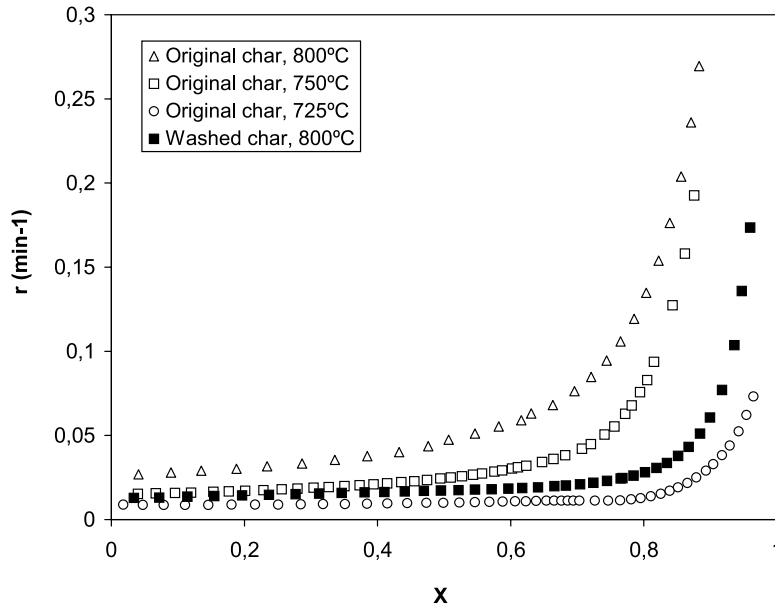 0,3
0,25
0,2
0,15
0,1
0,05
0
r (min-1)
Original char, 800ºC
Original char, 750ºC
Original char, 725ºC
Washed char, 800ºC
0 0,2 0,4 0,6 0,8 1
X